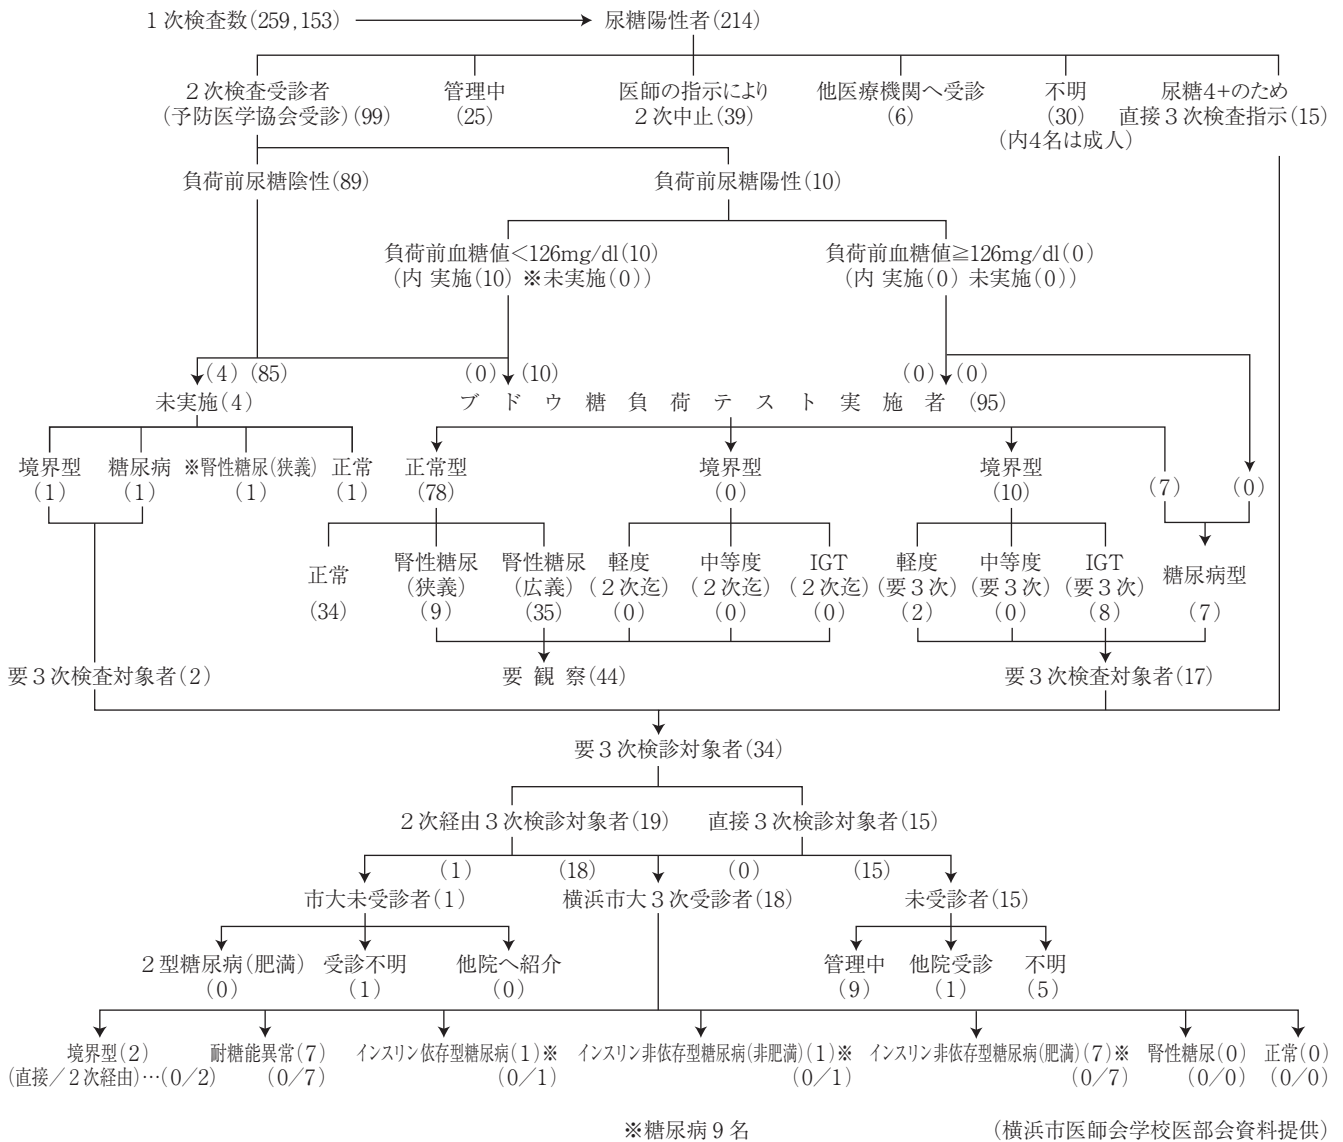 1次検査数(259,153) 尿糖陽性者(214)
2次検査受診者 管理中 医師の指示により 他医療機関へ受診 不明 尿糖4+のため
(予防医学協会受診)(99) (25) 2次中止(39) (6) (30) 直接3次検査指示(15)
(内4名は成人)
負荷前尿糖陰性(89) 負荷前尿糖陽性(10)
負荷前血糖値<126mg/dl(10) 負荷前血糖値≧126mg/dl(0)
(内 実施(10) ※未実施(0)) (内 実施(0) 未実施(0))
(4) (85) (0) (10) (0) (0)
未実施(4) ブドウ糖負荷テスト実施者(95)
境界型 糖尿病 ※腎性糖尿(狭義) 正常 正常型 境界型 境界型
(1) (1) (1) (1) (78) (0) (10) (7) (0)
正常 腎性糖尿 腎性糖尿 軽度 中等度 IGT 軽度 中等度 IGT 糖尿病型
(狭義) (広義) (2次迄) (2次迄) (2次迄) (要3次) (要3次) (要3次)
(34) (9) (35) (0) (0) (0) (2) (0) (8) (7)
要3次検査対象者(2) 要観察(44) 要3次検査対象者(17)
要3次検診対象者(34)
2次経由3次検診対象者(19) 直接3次検診対象者(15)
(1) (18) (0) (15)
市大未受診者(1) 横浜市大3次受診者(18) 未受診者(15)
2型糖尿病(肥満) 受診不明 他院へ紹介 管理中 他院受診 不明
(0) (1) (0) (9) (1) (5)
境界型(2) 耐糖能異常(7) インスリン依存型糖尿病(1)※ インスリン非依存型糖尿病(非肥満)(1)※ インスリン非依存型糖尿病(肥満)(7)※ 腎性糖尿(0) 正常(0)
(直接/2次経由)…(0/2) (0/7) (0/1) (0/1) (0/7) (0/0) (0/0)
※糖尿病9名 (横浜市医師会学校医部会資料提供)